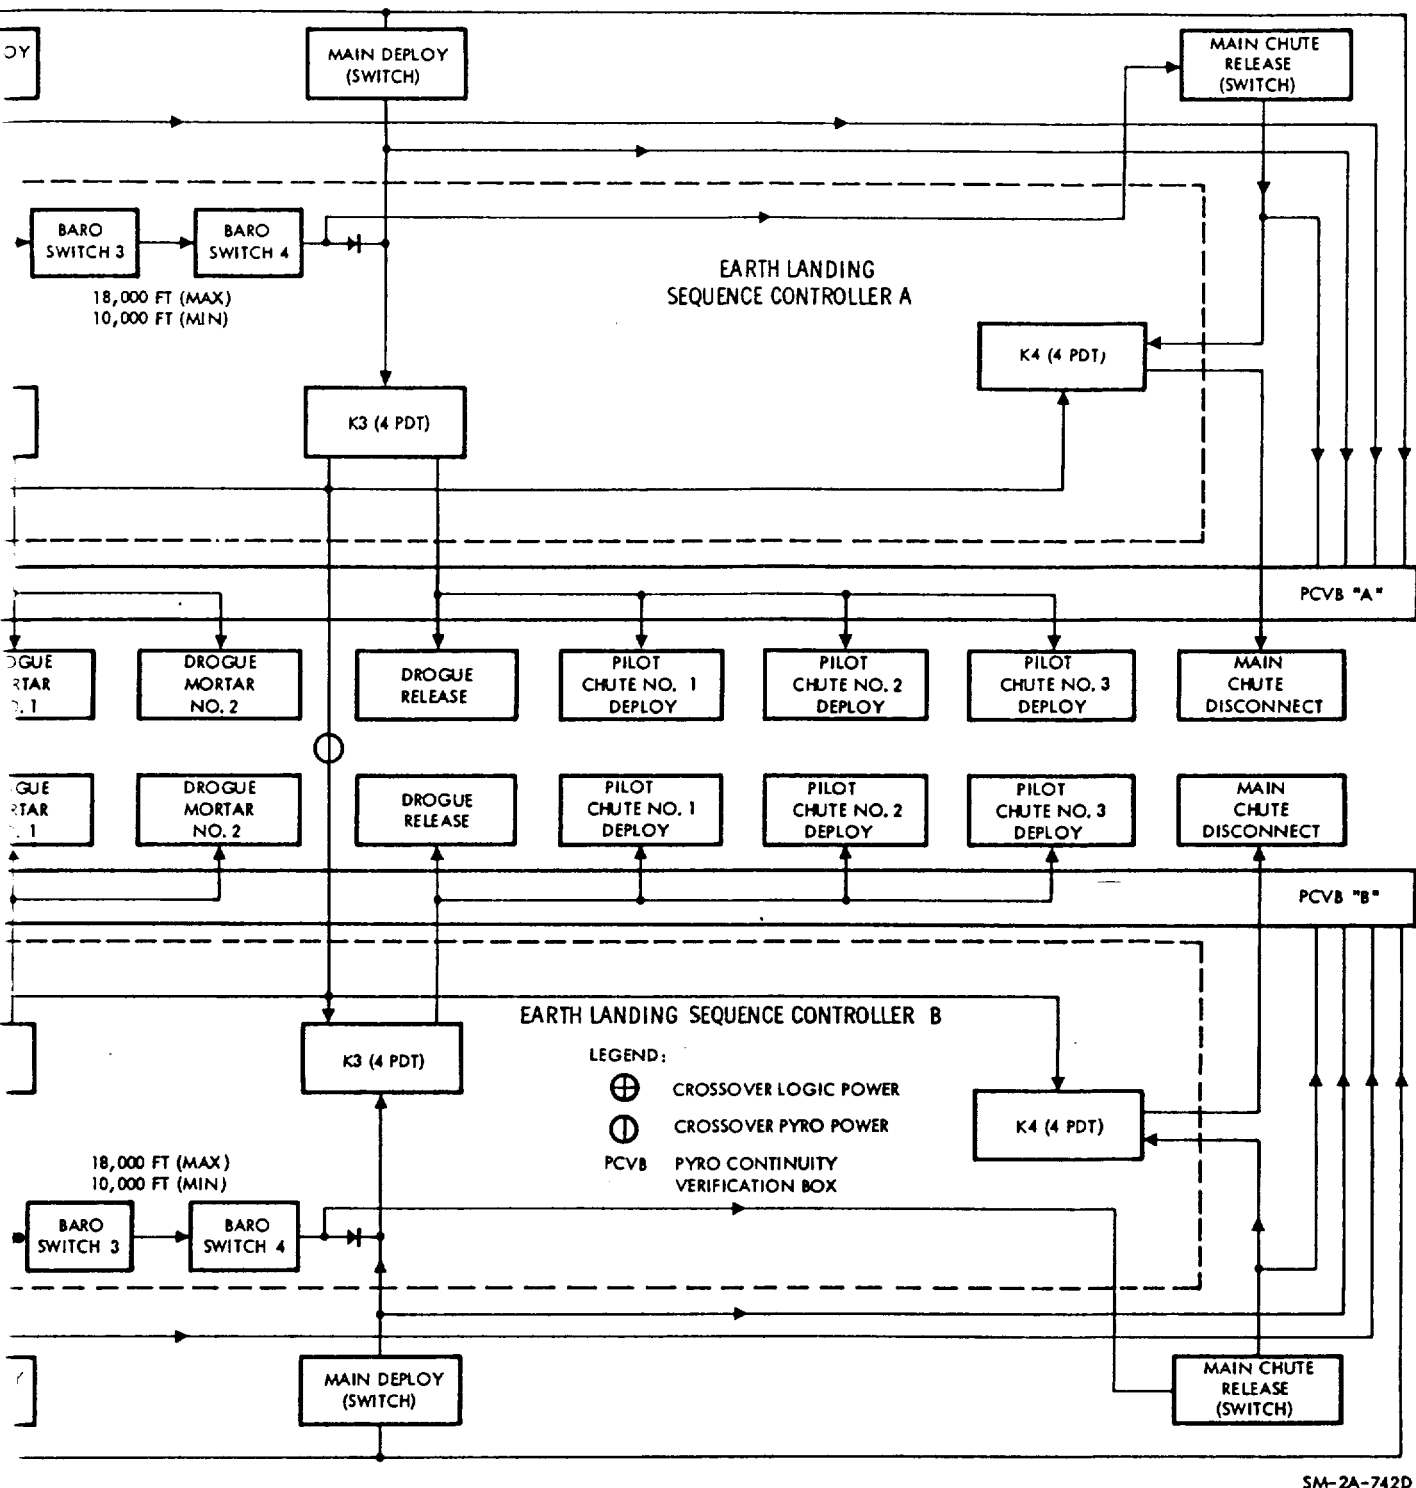 MAIN DEPLOY
(SWITCH)
MAIN CHUTE
RELEASE
(SWITCH)
BARO
SWITCH 3
BARO
SWITCH 4
18,000 FT (MAX)
10,000 FT (MIN)
EARTH LANDING
SEQUENCE CONTROLLER A
K4 (4 PDT)
K3 (4 PDT)
PCVB "A"
DROGUE
MORTAR
NO. 2
DROGUE
RELEASE
PILOT
CHUTE NO. 1
DEPLOY
PILOT
CHUTE NO. 2
DEPLOY
PILOT
CHUTE NO. 3
DEPLOY
MAIN
CHUTE
DISCONNECT
DROGUE
MORTAR
NO. 2
DROGUE
RELEASE
PILOT
CHUTE NO. 1
DEPLOY
PILOT
CHUTE NO. 2
DEPLOY
PILOT
CHUTE NO. 3
DEPLOY
MAIN
CHUTE
DISCONNECT
PCVB "B"
EARTH LANDING SEQUENCE CONTROLLER B
K3 (4 PDT)
LEGEND:
CROSSOVER LOGIC POWER
CROSSOVER PYRO POWER
PCVB PYRO CONTINUITY
VERIFICATION BOX
K4 (4 PDT)
18,000 FT (MAX)
10,000 FT (MIN)
BARO
SWITCH 3
BARO
SWITCH 4
MAIN DEPLOY
(SWITCH)
MAIN CHUTE
RELEASE
(SWITCH)
SM-2A-742D